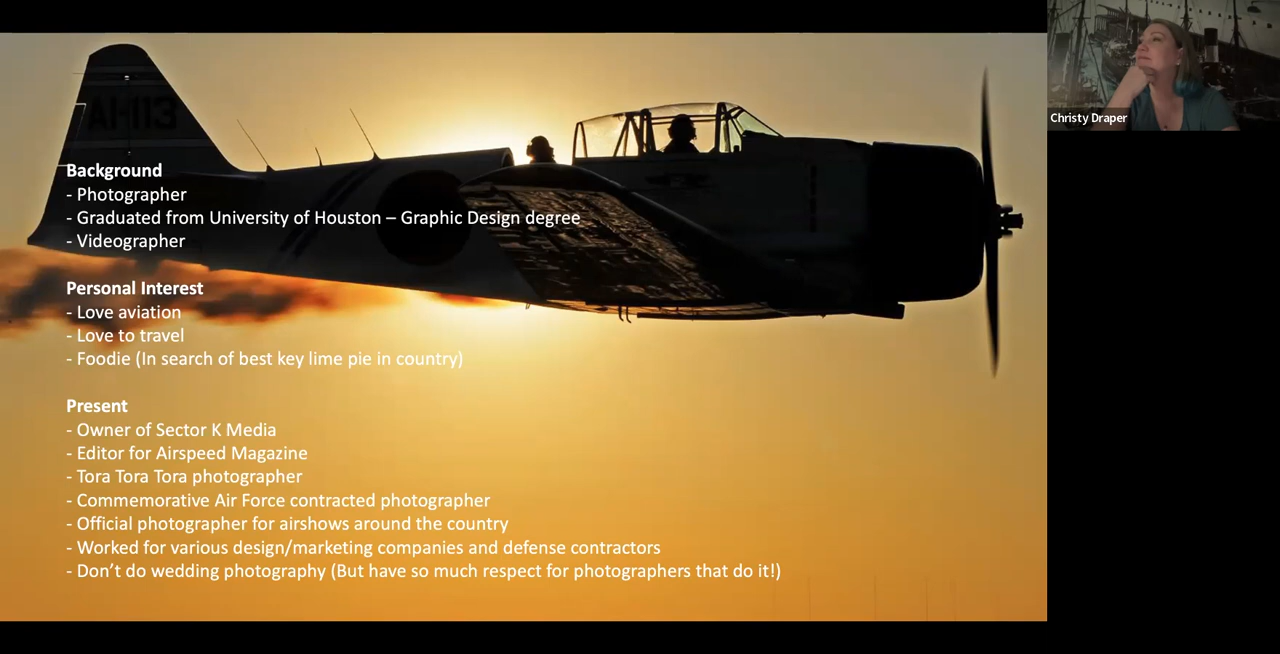 AI-113
Background
- Photographer
- Graduated from University of Houston – Graphic Design degree
- Videographer
Personal Interest
- Love aviation
- Love to travel
- Foodie (In search of best key lime pie in country)
Present
- Owner of Sector K Media
- Editor for Airspeed Magazine
- Tora Tora Tora photographer
- Commemorative Air Force contracted photographer
- Official photographer for airshows around the country
- Worked for various design/marketing companies and defense contractors
- Don’t do wedding photography (But have so much respect for photographers that do it!)
Christy Draper